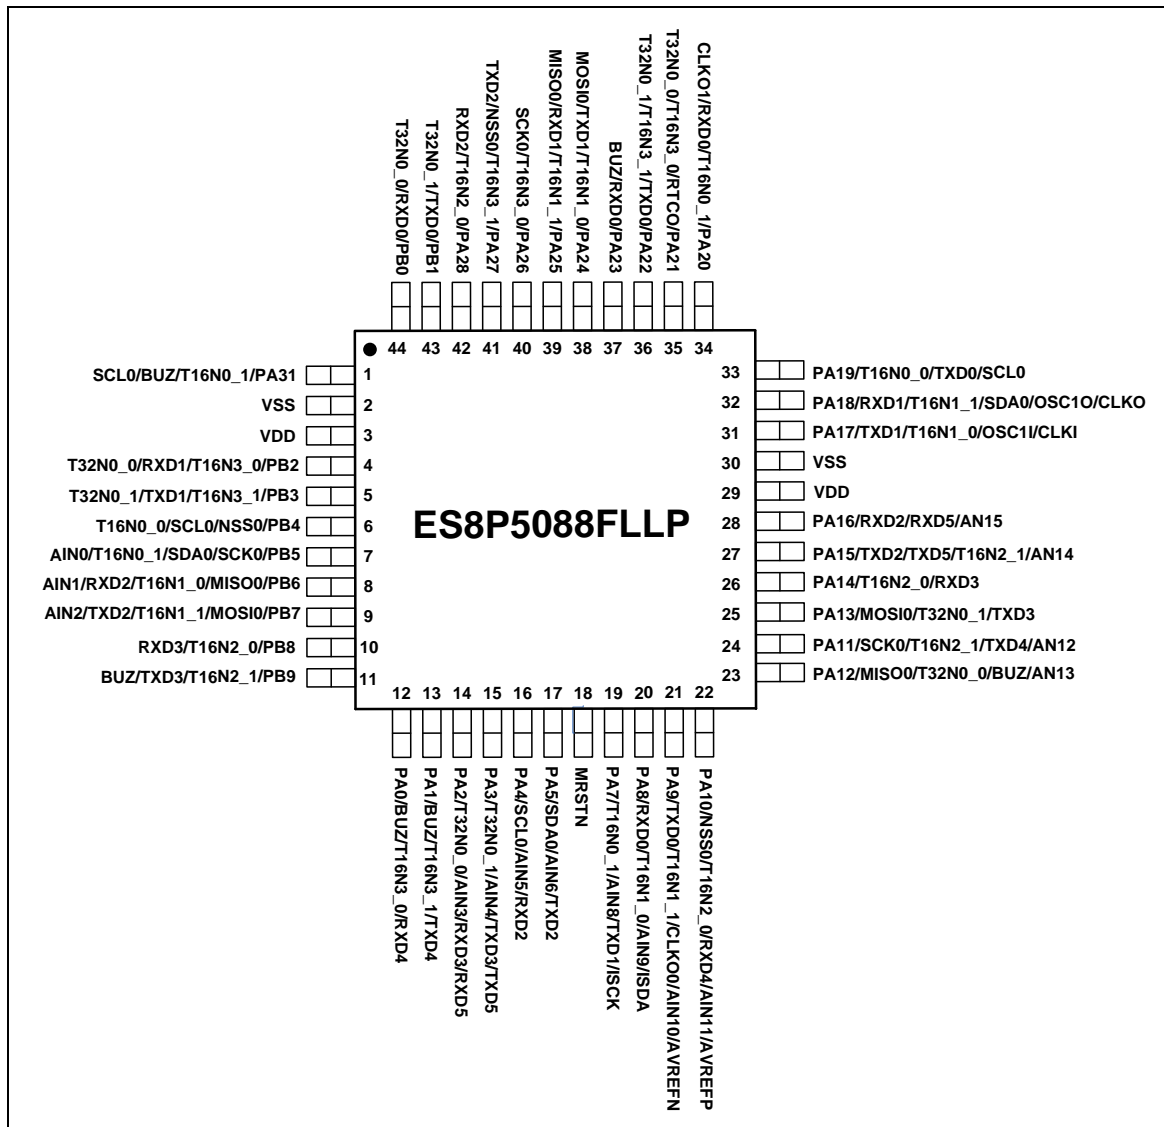 T32N0_0/RXD0/PB0
T32N0_1/TXD0/PB1
RXD2/T16N2_0/PA28
TXD2/NSS0/T16N3_1/PA27
SCK0/T16N3_0/PA26
MISO0/RXD1/T16N1_1/PA25
MOSI0/TXD1/T16N1_0/PA24
BUZ/RXD0/PA23
T32N0_1/T16N3_1/TXD0/PA22
T32N0_0/T16N3_0/RTCO/PA21
CLKO1/RXD0/T16N0_1/PA20
44 43 42 41 40 39 38 37 36 35 34
SCL0/BUZ/T16N0_1/PA31 1
VSS 2
VDD 3
T32N0_0/RXD1/T16N3_0/PB2 4
T32N0_1/TXD1/T16N3_1/PB3 5
T16N0_0/SCL0/NSS0/PB4 6
AIN0/T16N0_1/SDA0/SCK0/PB5 7
AIN1/RXD2/T16N1_0/MISO0/PB6 8
AIN2/TXD2/T16N1_1/MOSI0/PB7 9
RXD3/T16N2_0/PB8 10
BUZ/TXD3/T16N2_1/PB9 11
ES8P5088FLLP
33 PA19/T16N0_0/TXD0/SCL0
32 PA18/RXD1/T16N1_1/SDA0/OSC1O/CLKO
31 PA17/TXD1/T16N1_0/OSC1I/CLKI
30 VSS
29 VDD
28 PA16/RXD2/RXD5/AN15
27 PA15/TXD2/TXD5/T16N2_1/AN14
26 PA14/T16N2_0/RXD3
25 PA13/MOSI0/T32N0_1/TXD3
24 PA11/SCK0/T16N2_1/TXD4/AN12
23 PA12/MISO0/T32N0_0/BUZ/AN13
12 13 14 15 16 17 18 19 20 21 22
PA0/BUZ/T16N3_0/RXD4
PA1/BUZ/T16N3_1/TXD4
PA2/T32N0_0/AIN3/RXD3/RXD5
PA3/T32N0_1/AIN4/TXD3/TXD5
PA4/SCL0/AIN5/RXD2
PA5/SDA0/AIN6/TXD2
MRSTN
PA7/T16N0_1/AIN8/TXD1/ISCK
PA8/RXD0/T16N1_0/AIN9/ISDA
PA9/TXD0/T16N1_1/CLKO0/AIN10/AVREFN
PA10/NSS0/T16N2_0/RXD4/AIN11/AVREFP